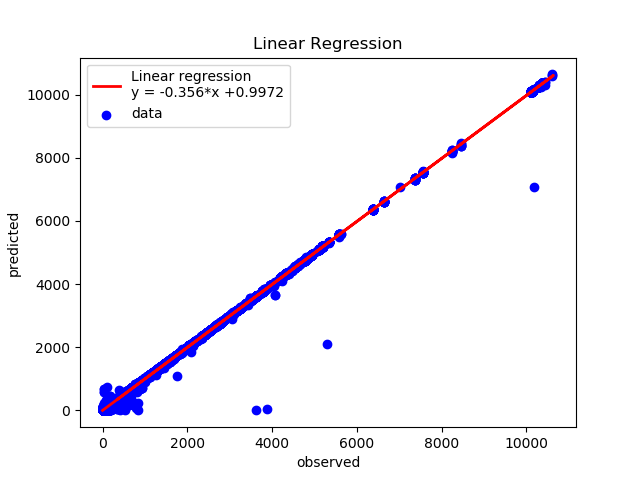 Linear Regression
Linear regression
y = -0.356*x +0.9972
data
predicted
10000
8000
6000
4000
2000
0
0 2000 4000 6000 8000 10000
observed